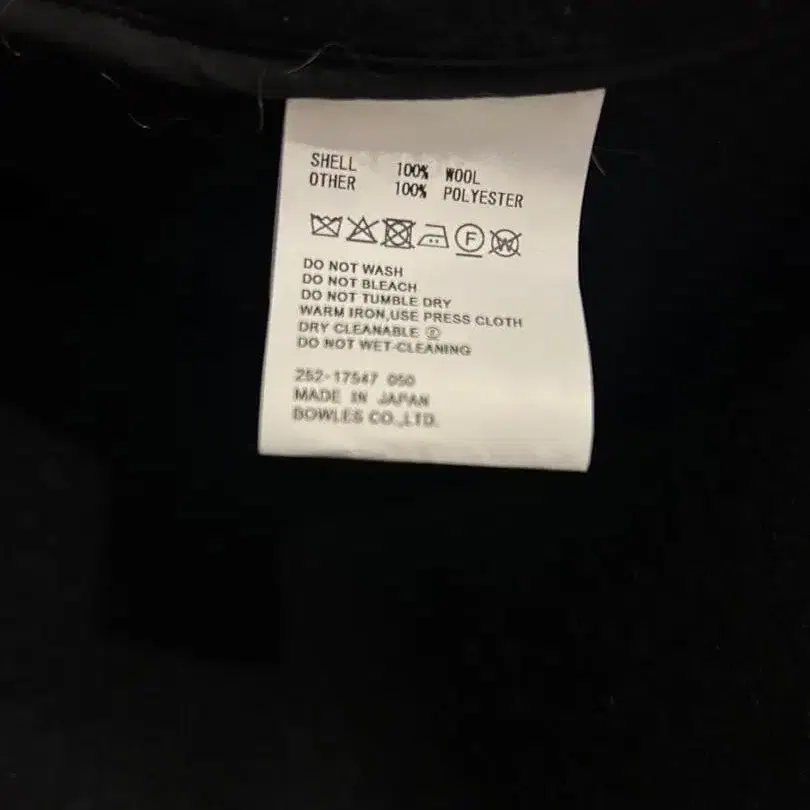 SHELL 100% WOOL
OTHER 100% POLYESTER
F W
DO NOT WASH
DO NOT BLEACH
DO NOT TUMBLE DRY
WARM IRON,USE PRESS CLOTH
DRY CLEANABLE Ⓕ
DO NOT WET-CLEANING
252-17547 050
MADE IN JAPAN
BOWLES CO.,LTD.